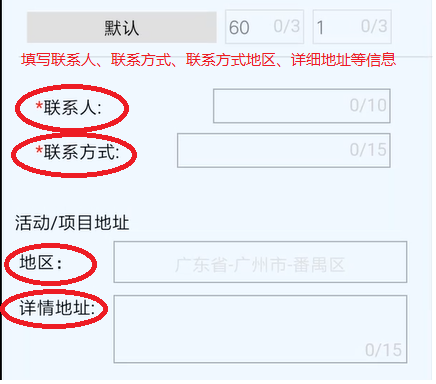 默认 60 0/3 1 0/3
填写联系人、联系方式、联系方式地区、详细地址等信息
*联系人: 0/10
*联系方式: 0/15
活动/项目地址
地区： 广东省-广州市-番禺区
详情地址:
0/15